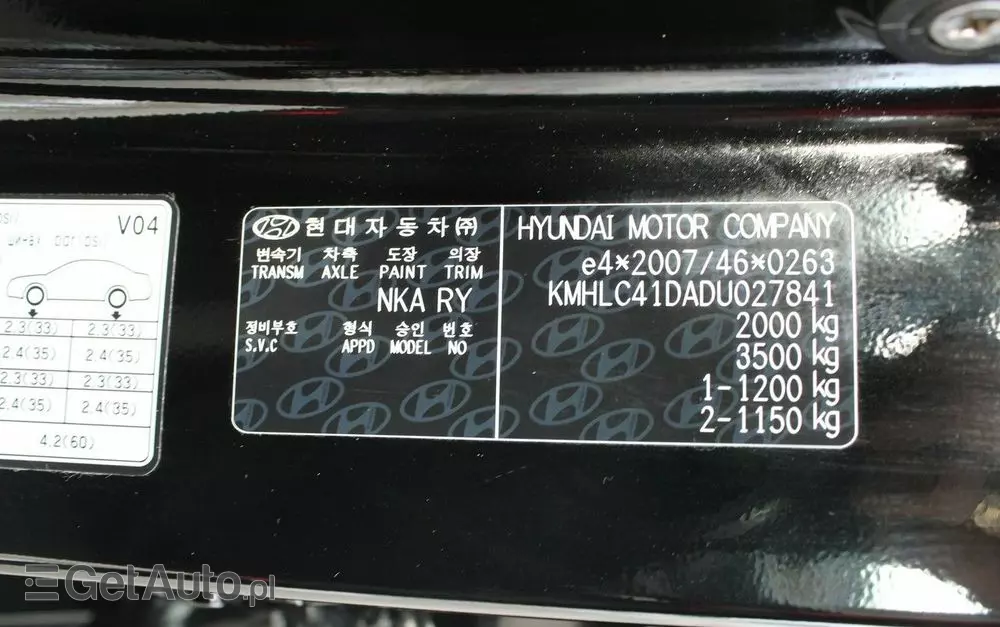 V04
2.3(33) 2.3(33)
2.4(35) 2.4(35)
2.3(33) 2.3(33)
2.4(35) 2.4(35)
4.2(60)
현대자동차㈜
변속기 차축 도장 의장
TRANSM AXLE PAINT TRIM
NKA RY
정비부호 형식 승인 번호
S.V.C APPD MODEL NO
HYUNDAI MOTOR COMPANY
e4*2007/46*0263
KMHLC41DADU027841
2000 kg
3500 kg
1-1200 kg
2-1150 kg
GetAuto.pl